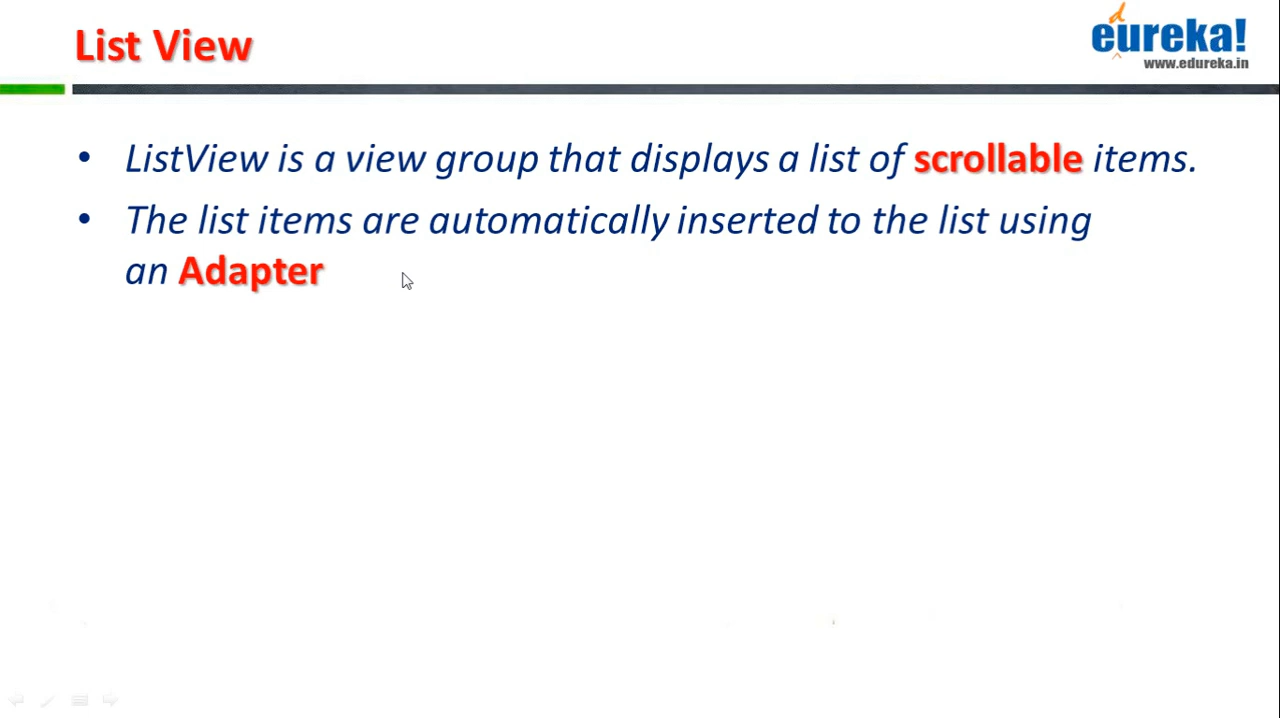 List View
edureka!
www.edureka.in
• ListView is a view group that displays a list of scrollable items.
• The list items are automatically inserted to the list using
an Adapter